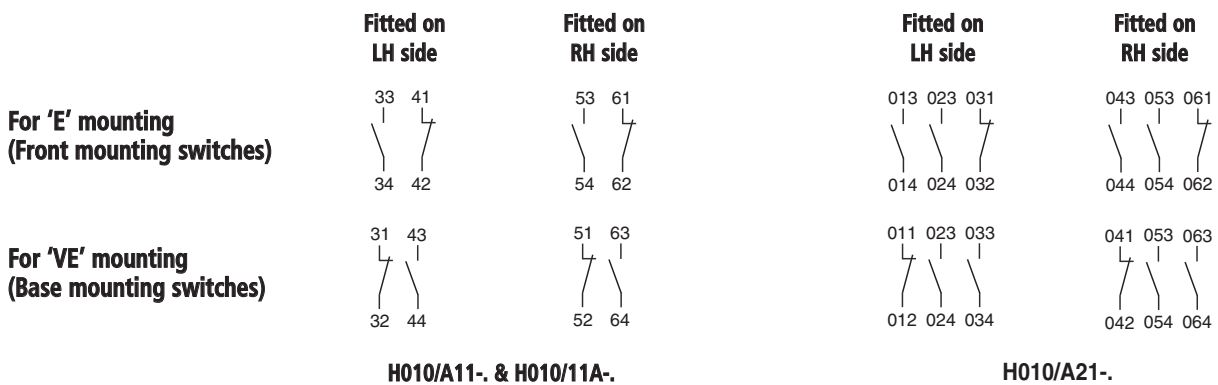 Fitted on LH side
Fitted on RH side
Fitted on LH side
Fitted on RH side
For ‘E’ mounting
(Front mounting switches)
33 41
53 61
013 023 031
043 053 061
34 42
54 62
014 024 032
044 054 062
For ‘VE’ mounting
(Base mounting switches)
31 43
51 63
011 023 033
041 053 063
32 44
52 64
012 024 034
042 054 064
H010/A11-. & H010/11A-.
H010/A21-.